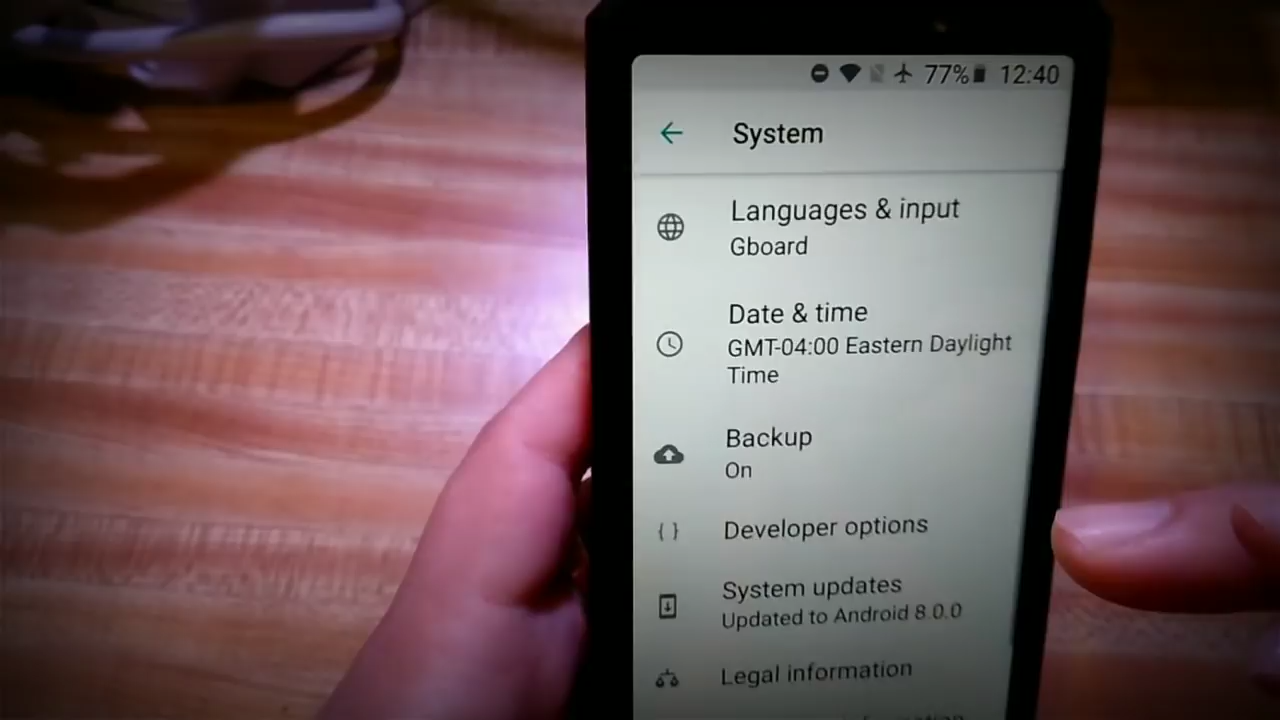 77% 12:40
System
Languages & input
Gboard
Date & time
GMT-04:00 Eastern Daylight
Time
Backup
On
{ } Developer options
System updates
Updated to Android 8.0.0
Legal information